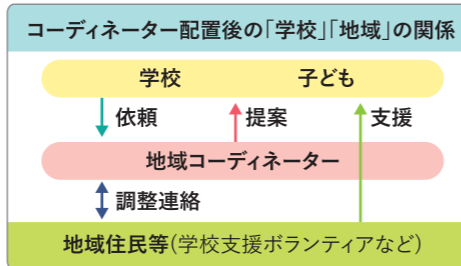 コーディネーター配置後の「学校」「地域」の関係
学校 子ども
依頼 提案 支援
地域コーディネーター
調整連絡
地域住民等(学校支援ボランティアなど)